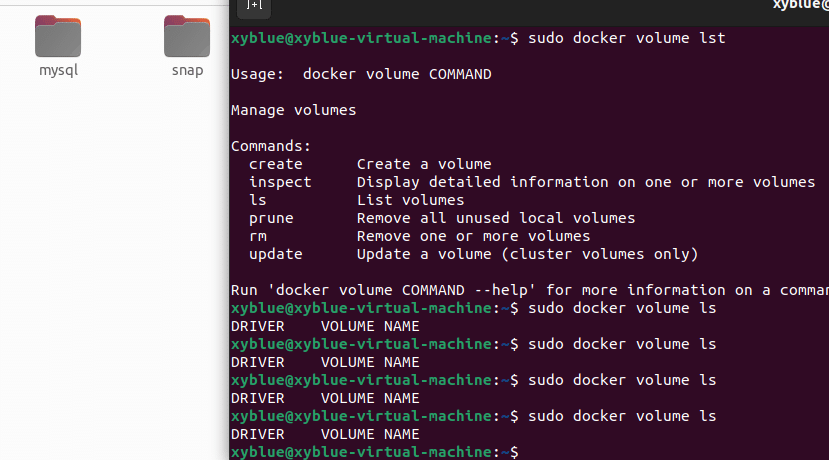 mysql
snap
xyblue@
xyblue@xyblue-virtual-machine:~$ sudo docker volume lst
Usage:  docker volume COMMAND
Manage volumes
Commands:
  create      Create a volume
  inspect     Display detailed information on one or more volumes
  ls          List volumes
  prune       Remove all unused local volumes
  rm          Remove one or more volumes
  update      Update a volume (cluster volumes only)
Run 'docker volume COMMAND --help' for more information on a comman
xyblue@xyblue-virtual-machine:~$ sudo docker volume ls
DRIVER    VOLUME NAME
xyblue@xyblue-virtual-machine:~$ sudo docker volume ls
DRIVER    VOLUME NAME
xyblue@xyblue-virtual-machine:~$ sudo docker volume ls
DRIVER    VOLUME NAME
xyblue@xyblue-virtual-machine:~$ sudo docker volume ls
DRIVER    VOLUME NAME
xyblue@xyblue-virtual-machine:~$